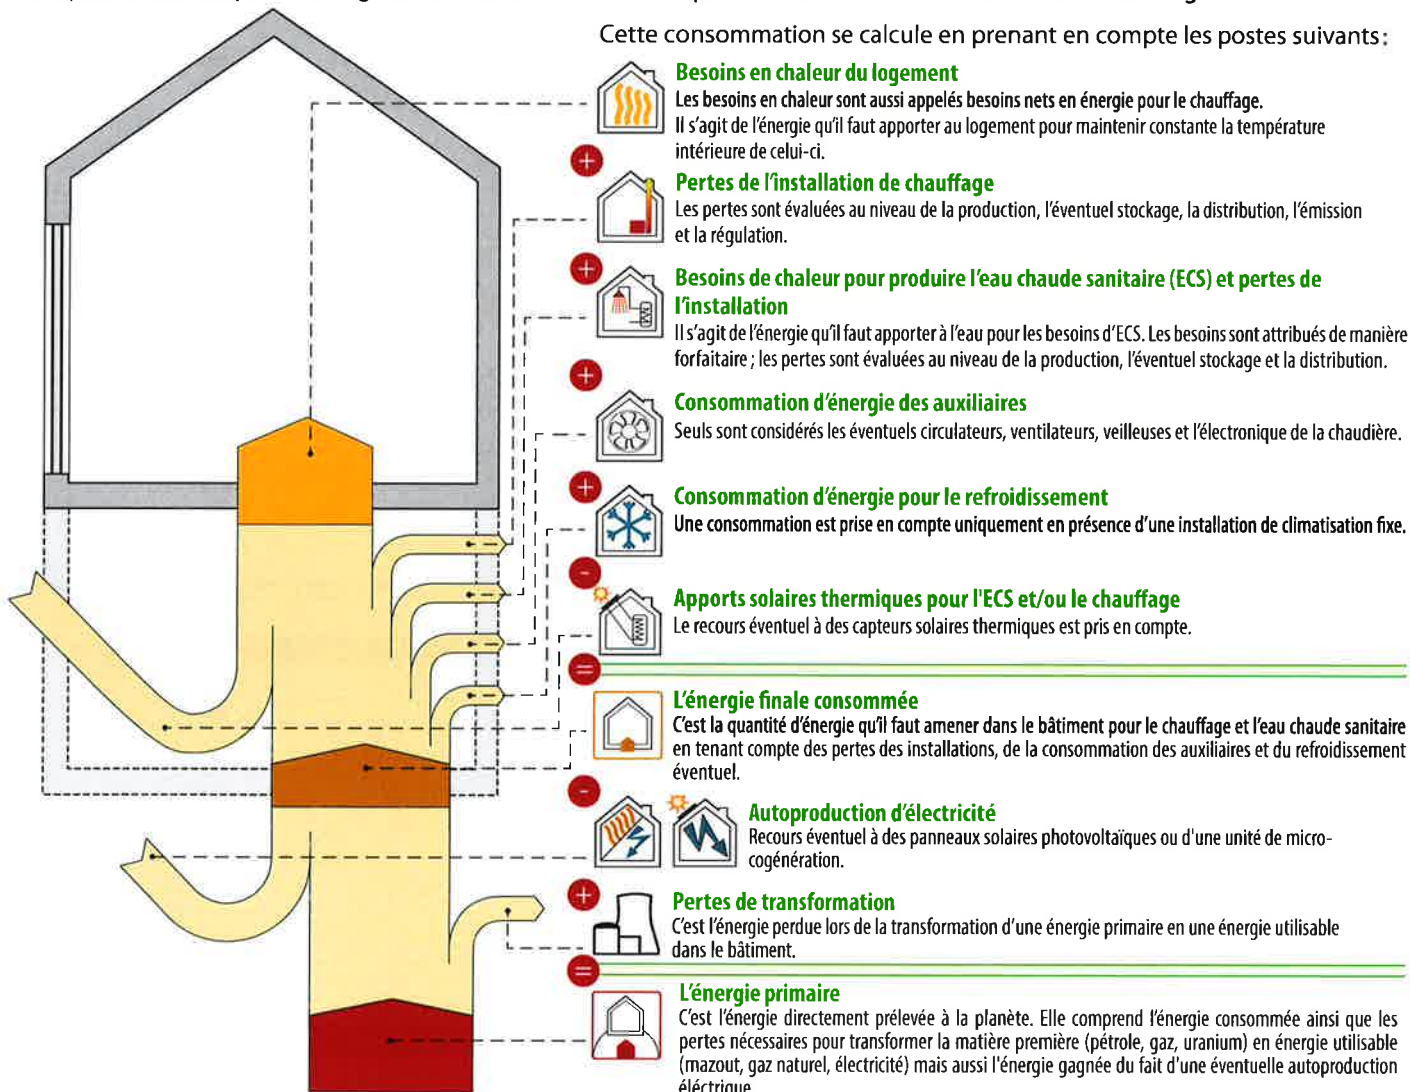 Cette consommation se calcule en prenant en compte les postes suivants :
Besoins en chaleur du logement
Les besoins en chaleur sont aussi appelés besoins nets en énergie pour le chauffage.
Il s'agit de l'énergie qu'il faut apporter au logement pour maintenir constante la température
intérieure de celui-ci.
+
Pertes de l'installation de chauffage
Les pertes sont évaluées au niveau de la production, l'éventuel stockage, la distribution, l'émission
et la régulation.
+
Besoins de chaleur pour produire l'eau chaude sanitaire (ECS) et pertes de
l'installation
Il s'agit de l'énergie qu'il faut apporter à l'eau pour les besoins d'ECS. Les besoins sont attribués de manière
forfaitaire ; les pertes sont évaluées au niveau de la production, l'éventuel stockage et la distribution.
+
Consommation d'énergie des auxiliaires
Seuls sont considérés les éventuels circulateurs, ventilateurs, veilleuses et l'électronique de la chaudière.
+
Consommation d'énergie pour le refroidissement
Une consommation est prise en compte uniquement en présence d'une installation de climatisation fixe.
-
Apports solaires thermiques pour l'ECS et/ou le chauffage
Le recours éventuel à des capteurs solaires thermiques est pris en compte.
=
L'énergie finale consommée
C'est la quantité d'énergie qu'il faut amener dans le bâtiment pour le chauffage et l'eau chaude sanitaire
en tenant compte des pertes des installations, de la consommation des auxiliaires et du refroidissement
éventuel.
-
Autoproduction d'électricité
Recours éventuel à des panneaux solaires photovoltaïques ou d'une unité de micro-
cogénération.
+
Pertes de transformation
C'est l'énergie perdue lors de la transformation d'une énergie primaire en une énergie utilisable
dans le bâtiment.
=
L'énergie primaire
C'est l'énergie directement prélevée à la planète. Elle comprend l'énergie consommée ainsi que les
pertes nécessaires pour transformer la matière première (pétrole, gaz, uranium) en énergie utilisable
(mazout, gaz naturel, électricité) mais aussi l'énergie gagnée du fait d'une éventuelle autoproduction
éléctrique